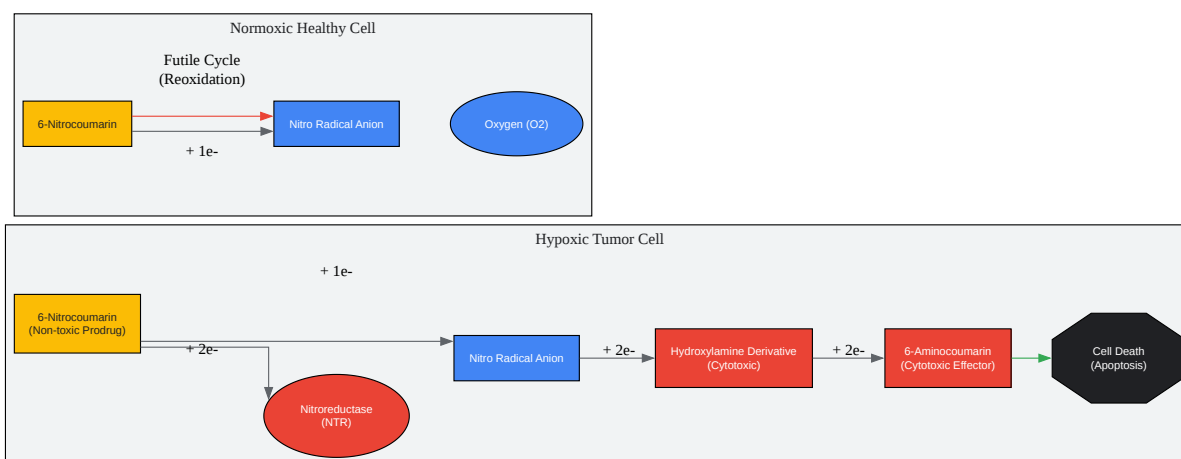 Normoxic Healthy Cell
Futile Cycle
(Reoxidation)
6-Nitrocoumarin
Nitro Radical Anion
Oxygen (O2)
+ 1e-
Hypoxic Tumor Cell
+ 1e-
6-Nitrocoumarin
(Non-toxic Prodrug)
+ 2e-
Nitro Radical Anion
+ 2e-
Hydroxylamine Derivative
(Cytotoxic)
+ 2e-
6-Aminocoumarin
(Cytotoxic Effector)
Cell Death
(Apoptosis)
Nitroreductase
(NTR)